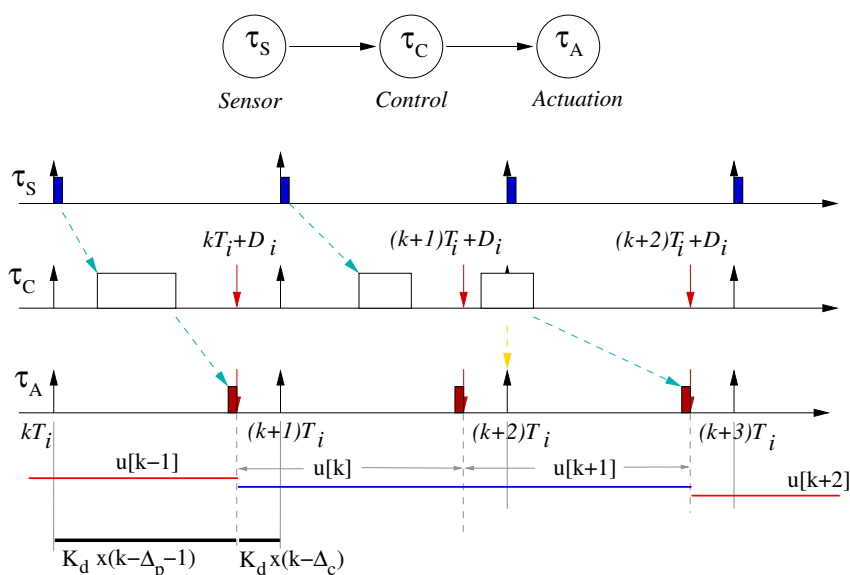 τS τC τA
Sensor Control Actuation
τS
kTi+Di (k+1)Ti+Di (k+2)Ti+Di
τC
τA
kTi (k+1)Ti (k+2)Ti (k+3)Ti
u[k−1] u[k] u[k+1] u[k+2]
Kd x(k−Δp−1) Kd x(k−Δc)